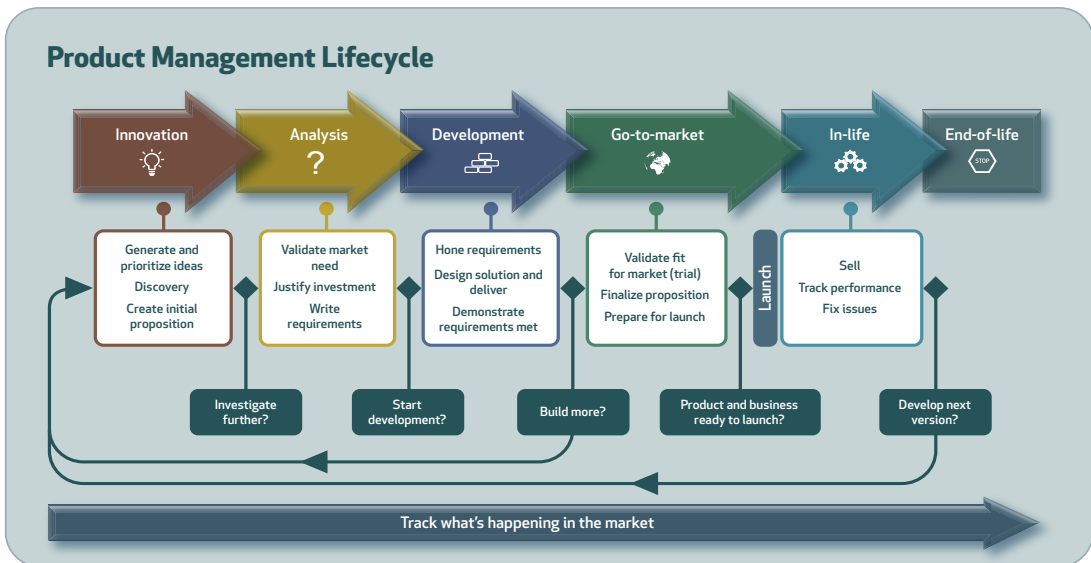 Product Management Lifecycle
Innovation
Analysis
?
Development
Go-to-market
In-life
End-of-life
STOP
Generate and
prioritize ideas
Discovery
Create initial
proposition
Validate market
need
Justify investment
Write
requirements
Hone requirements
Design solution and
deliver
Demonstrate
requirements met
Validate fit
for market (trial)
Finalize proposition
Prepare for launch
Launch
Sell
Track performance
Fix issues
Investigate
further?
Start
development?
Build more?
Product and business
ready to launch?
Develop next
version?
Track what's happening in the market